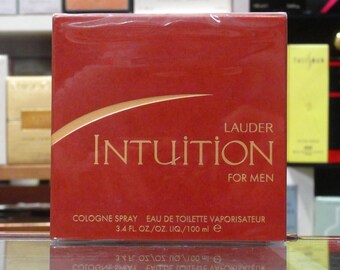 LAUDER
INTUITION
FOR MEN
COLOGNE SPRAY EAU DE TOILETTE VAPORISATEUR
3.4 FL. OZ./OZ. LIQ./100 ml e